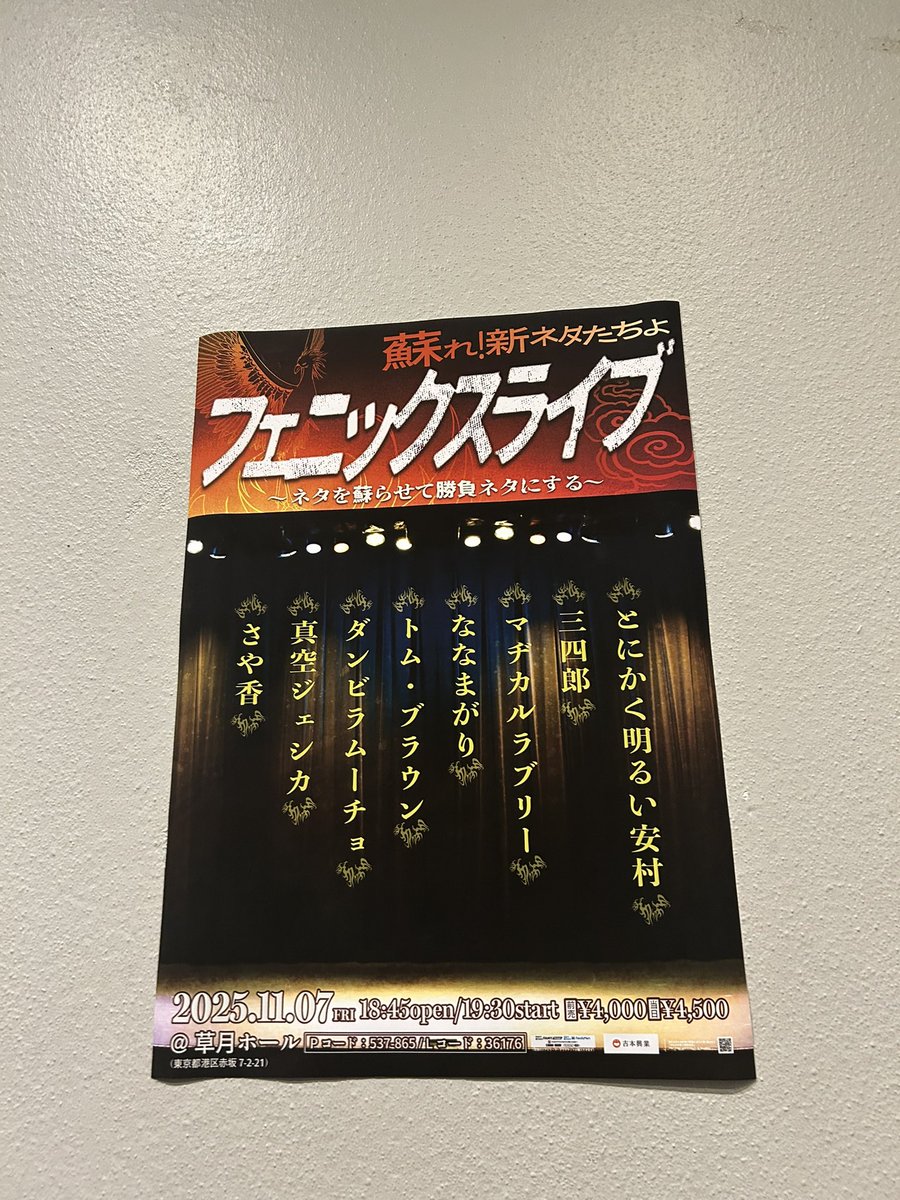 蘇れ!新ネタたちよ
フェニックスライブ
~ネタを蘇らせて勝負ネタにする~
とにかく明るい安村
三四郎
マヂカルラブリー
ななまがり
トム・ブラウン
ダンビラムーチョ
真空ジェシカ
さや香
2025.11.07 FRI 18:45open/19:30start 前売¥4,000 当日¥4,500
@草月ホール Pコード:537-865/Lコード:36176
吉本興業
(東京都港区赤坂 7-2-21)